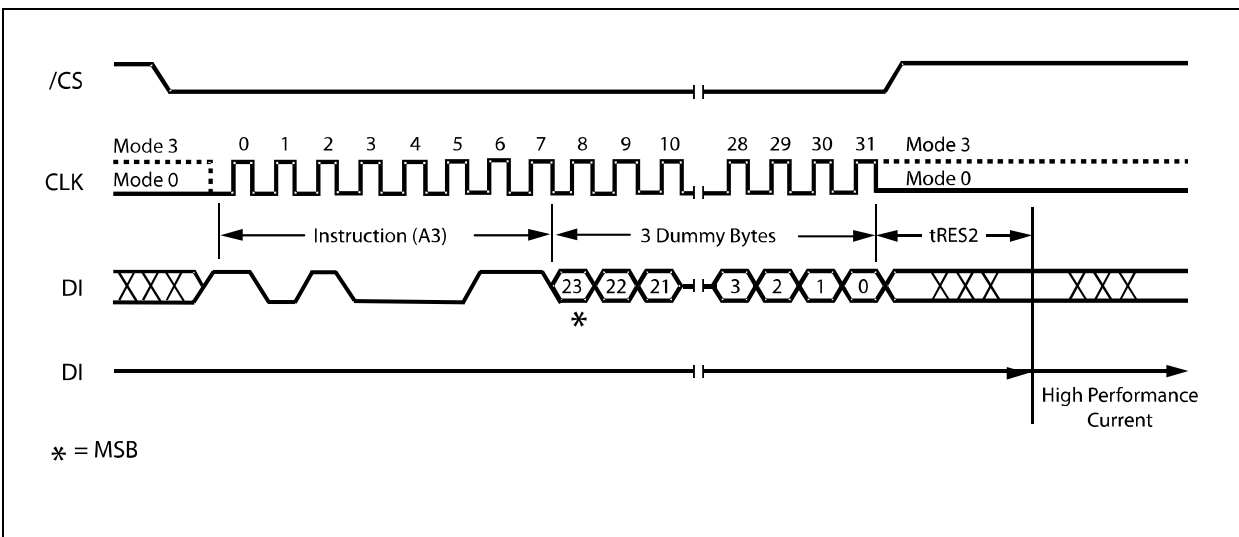 /CS
Mode 3 0 1 2 3 4 5 6 7 8 9 10 28 29 30 31 Mode 3
CLK Mode 0 Mode 0
Instruction (A3) 3 Dummy Bytes tRES2
DI 23 22 21 3 2 1 0
*
DI
High Performance
Current
* = MSB